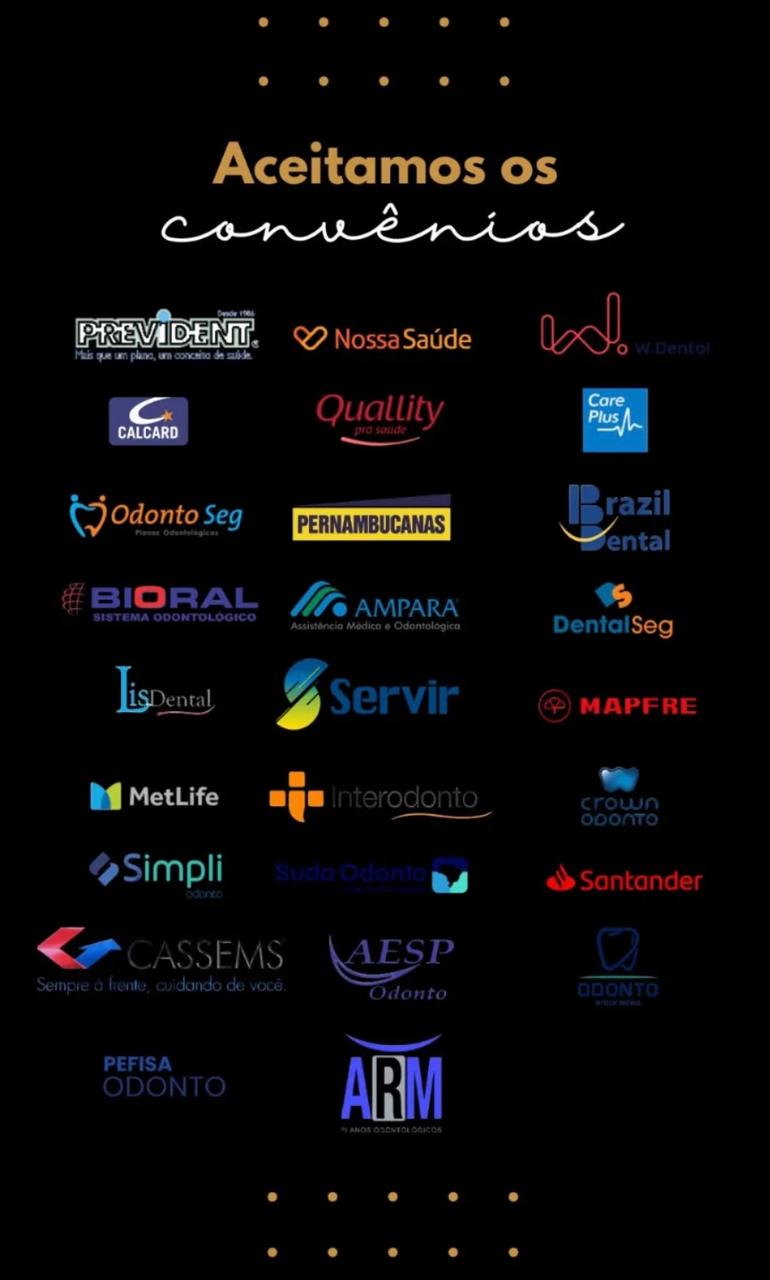 Aceitamos os
convênios
Desde 1986
PREVIDENT
Mais que um plano, um conceito de saúde.
NossaSaúde
W.
W.Dental
CALCARD
Quallity
pró saúde
Care
Plus
Odonto Seg
Planos Odontológicos
PERNAMBUCANAS
Brazil
Dental
BIORAL
SISTEMA ODONTOLÓGICO
AMPARA
Assistência Médica e Odontológica
DentalSeg
LisDental
Servir
MAPFRE
MetLife
Interodonto
crown
ODONTO
Simpli
odonto
Suda Odonto
Santander
CASSEMS
Sempre à frente, cuidando de você.
AESP
Odonto
ODONTO
empresas
PEFISA
ODONTO
ARM
PLANOS ODONTOLÓGICOS